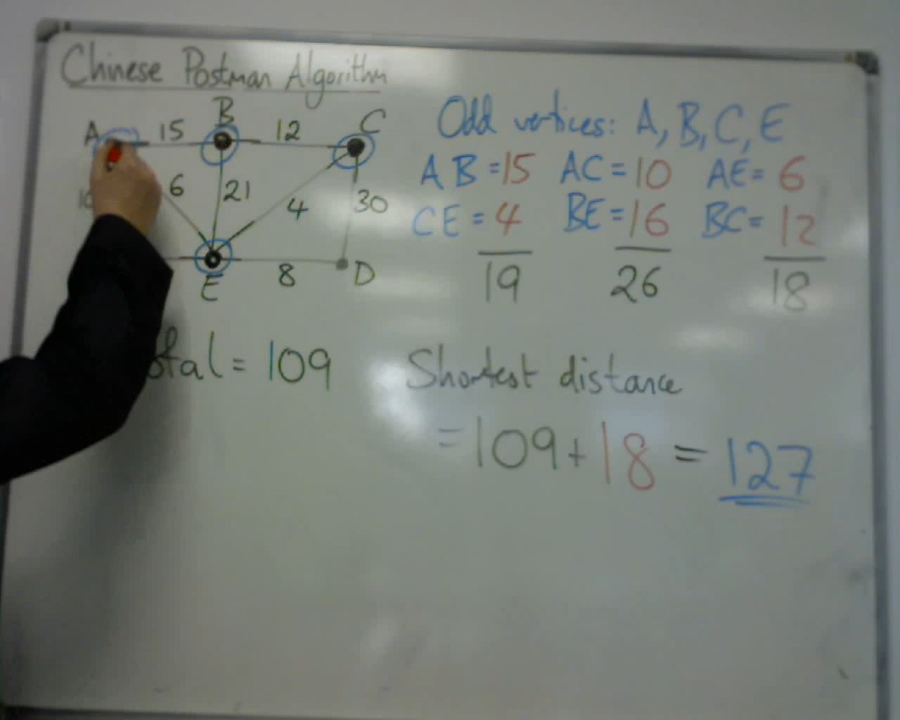 Chinese Postman Algorithm
A 15 B 12 C
6 21 4 30
E 8 D
Total = 109
Odd vertices: A, B, C, E
AB = 15 AC = 10 AE = 6
CE = 4 BE = 16 BC = 12
19 26 18
Shortest distance
= 109 + 18 = 127